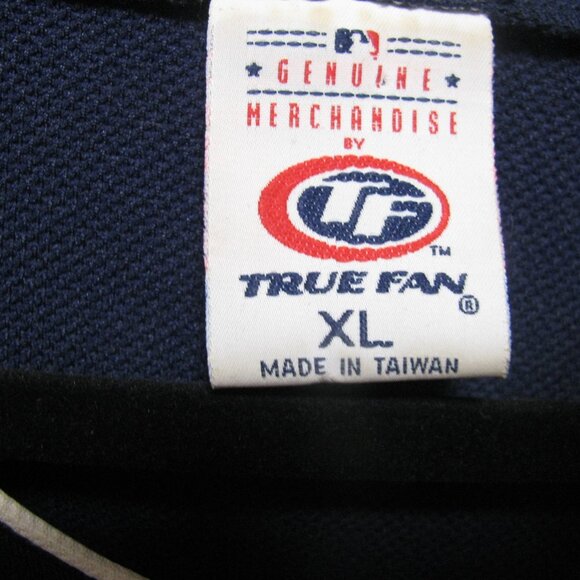 GENUINE
MERCHANDISE
BY
TF
TM
TRUE FAN®
XL
MADE IN TAIWAN